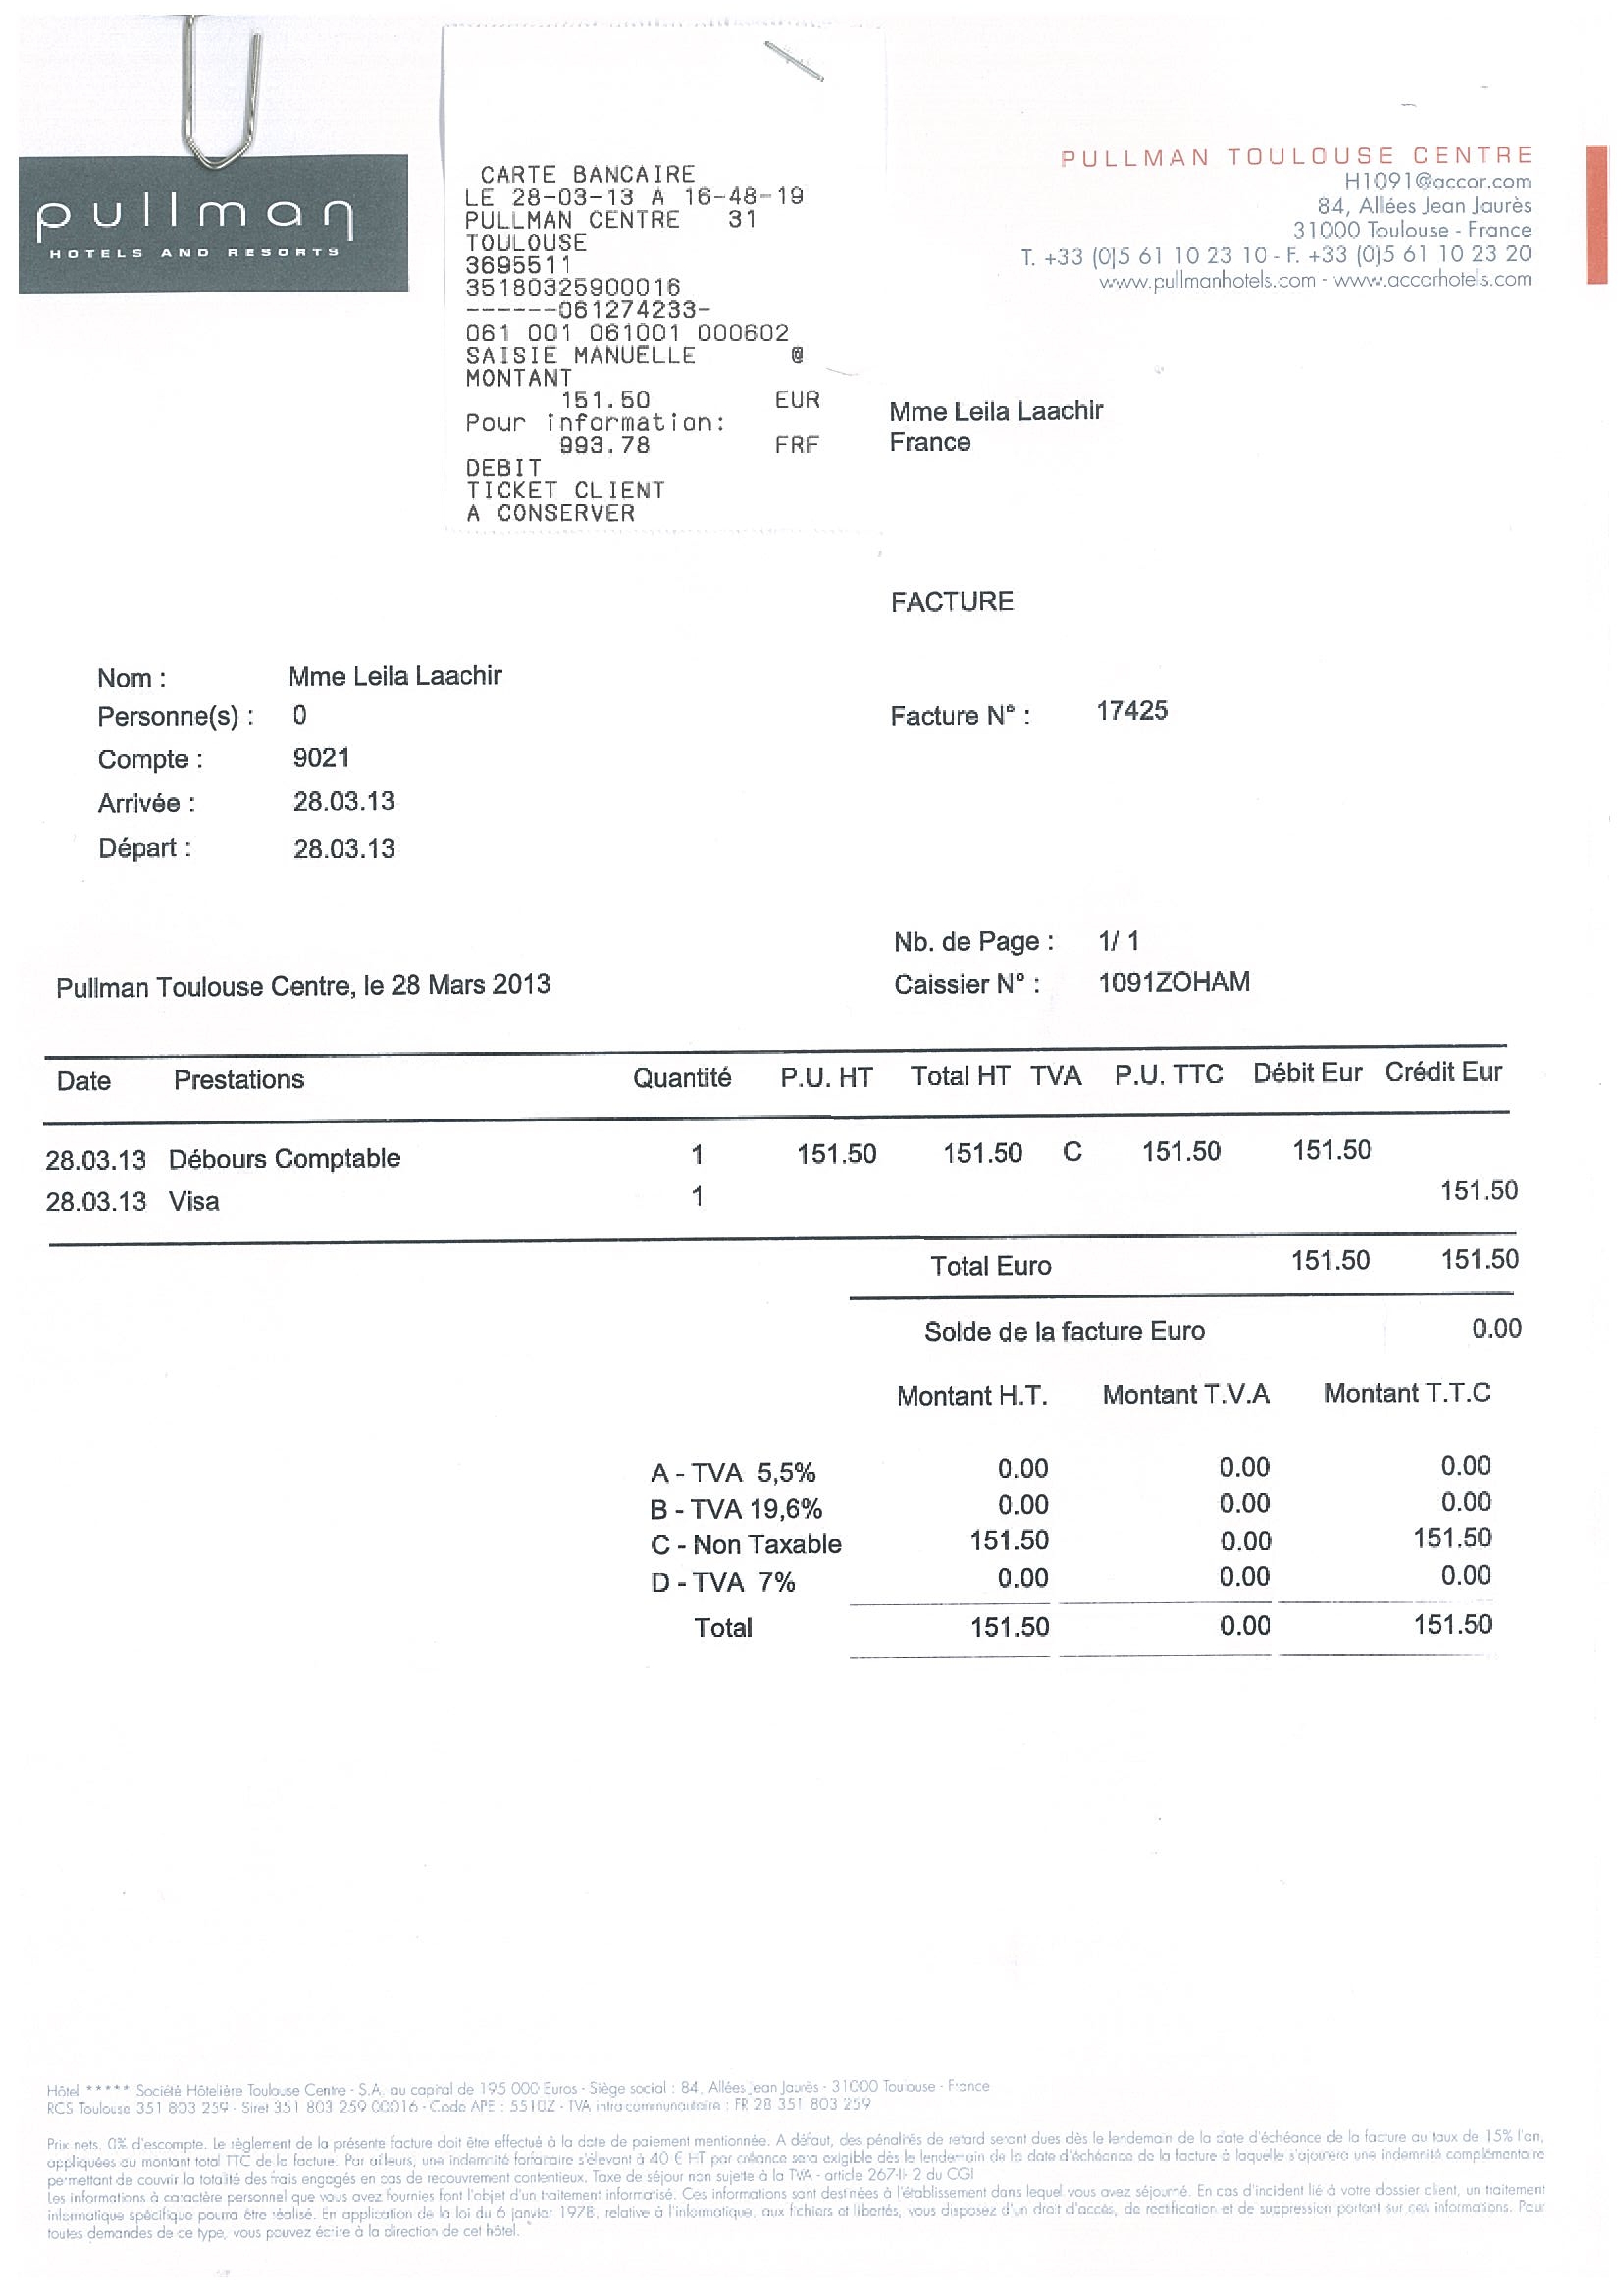 pullman
HOTELS AND RESORTS
CARTE BANCAIRE
LE 28-03-13 A 16-48-19
PULLMAN CENTRE 31
TOULOUSE
3695511
35180325900016
------061274233-
061 001 061001 000602
SAISIE MANUELLE @
MONTANT
151.50 EUR
Pour information:
993.78 FRF
DEBIT
TICKET CLIENT
A CONSERVER
PULLMAN TOULOUSE CENTRE
H1091@accor.com
84, Allées Jean Jaurès
31000 Toulouse - France
T. +33 (0)5 61 10 23 10 - F. +33 (0)5 61 10 23 20
www.pullmanhotels.com - www.accorhotels.com
Mme Leila Laachir
France
FACTURE
Nom : Mme Leila Laachir
Personne(s) : 0
Facture N° : 17425
Compte : 9021
Arrivée : 28.03.13
Départ : 28.03.13
Nb. de Page : 1/ 1
Pullman Toulouse Centre, le 28 Mars 2013
Caissier N° : 1091ZOHAM
Date Prestations Quantité P.U. HT Total HT TVA P.U. TTC Débit Eur Crédit Eur
28.03.13 Débours Comptable 1 151.50 151.50 C 151.50 151.50
28.03.13 Visa 1 151.50
Total Euro 151.50 151.50
Solde de la facture Euro 0.00
Montant H.T. Montant T.V.A Montant T.T.C
A - TVA 5,5% 0.00 0.00 0.00
B - TVA 19,6% 0.00 0.00 0.00
C - Non Taxable 151.50 0.00 151.50
D - TVA 7% 0.00 0.00 0.00
Total 151.50 0.00 151.50
Hôtel ***** Société Hôtelière Toulouse Centre - S.A. au capital de 195 000 Euros - Siège social : 84, Allées Jean Jaurès - 31000 Toulouse - France
RCS Toulouse 351 803 259 - Siret 351 803 259 00016 - Code APE : 5510Z - TVA intra-communautaire : FR 28 351 803 259
Prix nets. 0% d'escompte. Le règlement de la présente facture doit être effectué à la date de paiement mentionnée. A défaut, des pénalités de retard seront dues dès le lendemain de la date d'échéance de la facture au taux de 15% l'an,
appliquées au montant total TTC de la facture. Par ailleurs, une indemnité forfaitaire s'élevant à 40 € HT par créance sera exigible dès le lendemain de la date d'échéance de la facture à laquelle s'ajoutera une indemnité complémentaire
permettant de couvrir la totalité des frais engagés en cas de recouvrement contentieux. Taxe de séjour non sujette à la TVA - article 267-II- 2 du CGI
Les informations à caractère personnel que vous avez fournies font l'objet d'un traitement informatisé. Ces informations sont destinées à l'établissement dans lequel vous avez séjourné. En cas d'incident lié à votre dossier client, un traitement
informatique spécifique pourra être réalisé. En application de la loi du 6 janvier 1978, relative à l'informatique, aux fichiers et libertés, vous disposez d'un droit d'accès, de rectification et de suppression portant sur ces informations. Pour
toutes demandes de ce type, vous pouvez écrire à la direction de cet hôtel.